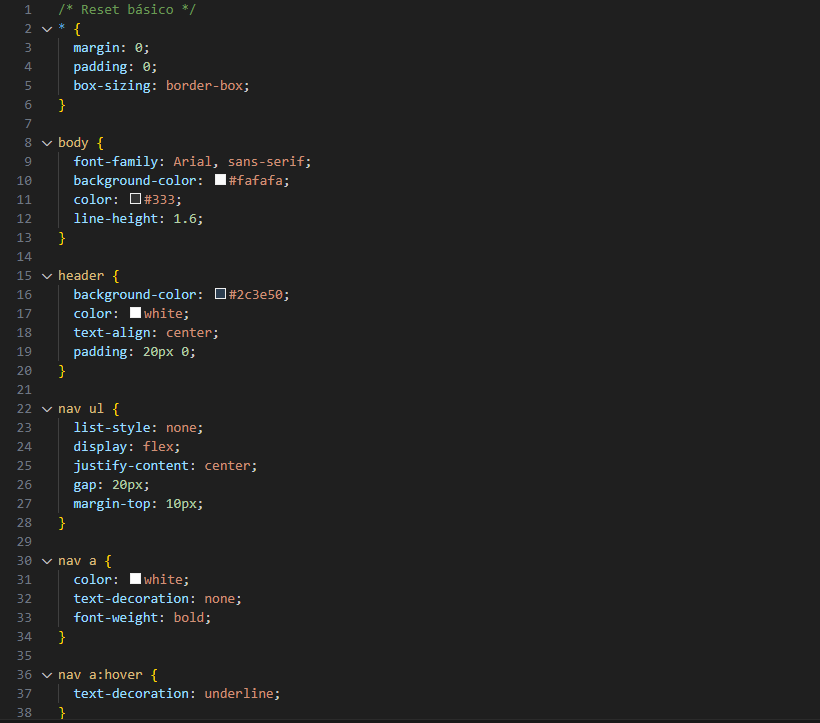 1 /* Reset básico */
2 * {
3 margin: 0;
4 padding: 0;
5 box-sizing: border-box;
6 }
7
8 body {
9 font-family: Arial, sans-serif;
10 background-color: #fafafa;
11 color: #333;
12 line-height: 1.6;
13 }
14
15 header {
16 background-color: #2c3e50;
17 color: white;
18 text-align: center;
19 padding: 20px 0;
20 }
21
22 nav ul {
23 list-style: none;
24 display: flex;
25 justify-content: center;
26 gap: 20px;
27 margin-top: 10px;
28 }
29
30 nav a {
31 color: white;
32 text-decoration: none;
33 font-weight: bold;
34 }
35
36 nav a:hover {
37 text-decoration: underline;
38 }